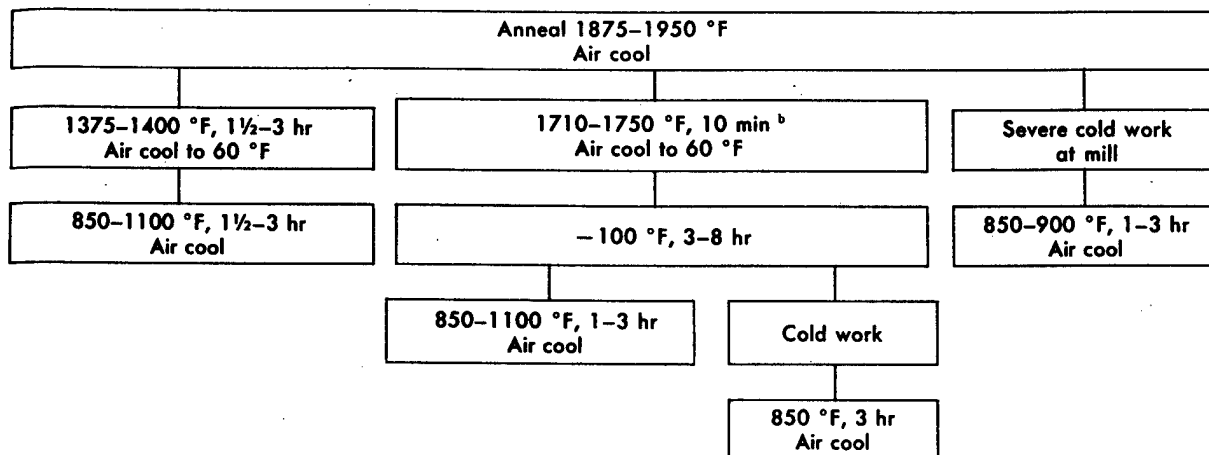 Anneal 1875–1950 °F
Air cool
1375–1400 °F, 1½–3 hr
Air cool to 60 °F
1710–1750 °F, 10 min ᵇ
Air cool to 60 °F
Severe cold work
at mill
850–1100 °F, 1½–3 hr
Air cool
—100 °F, 3–8 hr
850–900 °F, 1–3 hr
Air cool
850–1100 °F, 1–3 hr
Air cool
Cold work
850 °F, 3 hr
Air cool